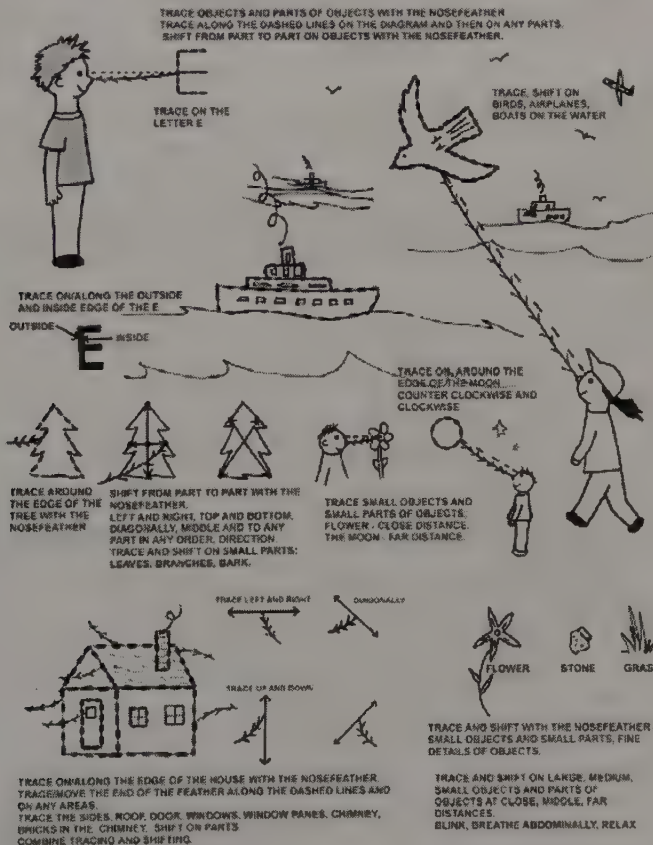 TRACE OBJECTS AND PARTS OF OBJECTS WITH THE NOSEFEATHER
TRACE ALONG THE DASHED LINES ON THE DIAGRAM AND THEN ON ANY PARTS.
SHIFT FROM PART TO PART ON OBJECTS WITH THE NOSEFEATHER.
TRACE ON THE
LETTER E
TRACE, SHIFT ON
BIRDS, AIRPLANES,
BOATS ON THE WATER
TRACE ON/ALONG THE OUTSIDE
AND INSIDE EDGE OF THE E
OUTSIDE
INSIDE
E
TRACE ON, AROUND THE
EDGE OF THE MOON
COUNTER CLOCKWISE AND
CLOCKWISE
TRACE AROUND
THE EDGE OF THE
TREE WITH THE
NOSEFEATHER
SHIFT FROM PART TO PART WITH THE
NOSEFEATHER.
LEFT AND RIGHT, TOP AND BOTTOM,
DIAGONALLY, MIDDLE AND TO ANY
PART IN ANY ORDER, DIRECTION.
TRACE AND SHIFT ON SMALL PARTS:
LEAVES, BRANCHES, BARK.
TRACE SMALL OBJECTS AND
SMALL PARTS OF OBJECTS:
FLOWER - CLOSE DISTANCE.
THE MOON - FAR DISTANCE.
TRACE LEFT AND RIGHT
DIAGONALLY
TRACE UP AND DOWN
FLOWER
STONE
GRAS
TRACE AND SHIFT WITH THE NOSEFEATHER
SMALL OBJECTS AND SMALL PARTS, FINE
DETAILS OF OBJECTS.
TRACE ON/ALONG THE EDGE OF THE HOUSE WITH THE NOSEFEATHER.
TRACE/MOVE THE END OF THE FEATHER ALONG THE DASHED LINES AND
ON ANY AREAS.
TRACE THE SIDES, ROOF, DOOR, WINDOWS, WINDOW PANES, CHIMNEY,
BRICKS IN THE CHIMNEY. SHIFT ON PARTS
COMBINE TRACING AND SHIFTING.
TRACE AND SHIFT ON LARGE, MEDIUM,
SMALL OBJECTS AND PARTS OF
OBJECTS AT CLOSE, MIDDLE, FAR
DISTANCES.
BLINK, BREATHE ABDOMINALLY, RELAX